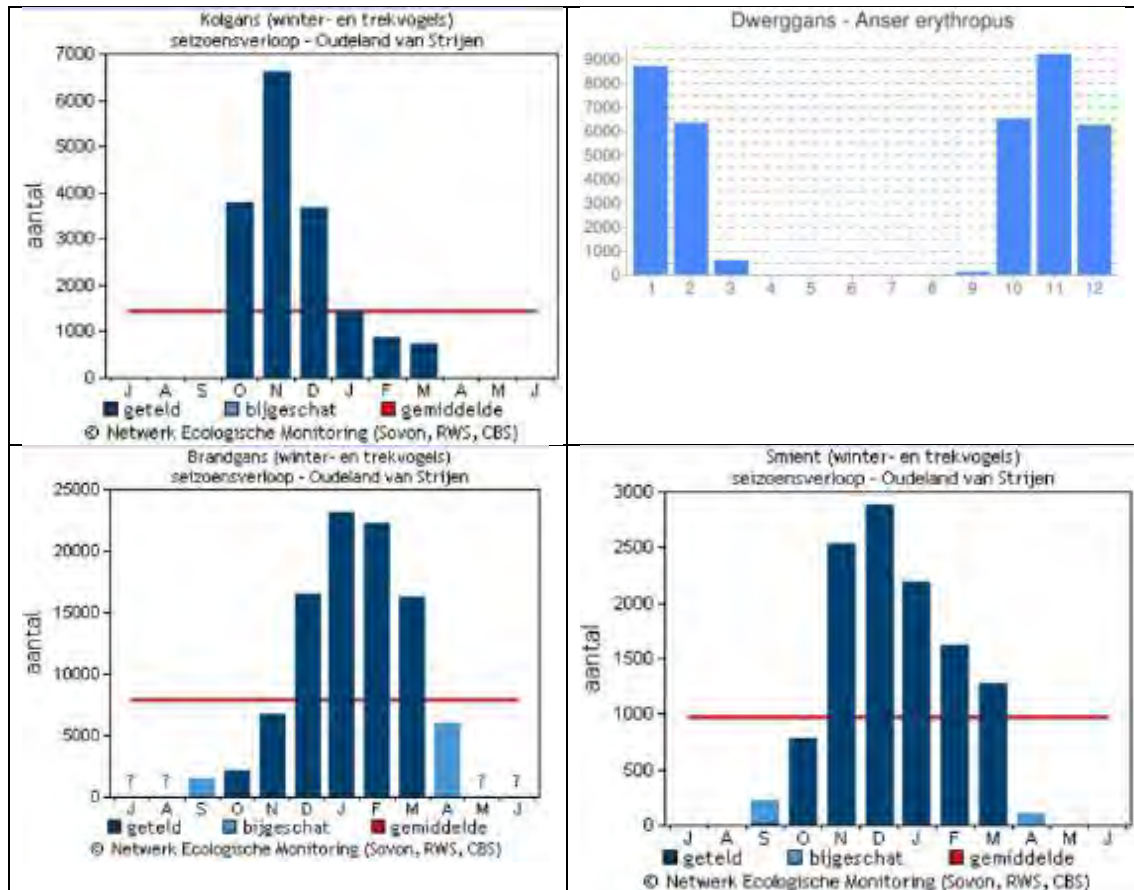 Kolgans (winter- en trekvogels)
seizoensverloop - Oudeland van Strijen
7000
6000
5000
4000
3000
2000
1000
0
aantal
J A S O N D J F M A M J
geteld bijgeschat gemiddelde
© Netwerk Ecologische Monitoring (Sovon, RWS, CBS)
Dwerggans - Anser erythropus
9000
8000
7000
6000
5000
4000
3000
2000
1000
0
1 2 3 4 5 6 7 8 9 10 11 12
Brandgans (winter- en trekvogels)
seizoensverloop - Oudeland van Strijen
25000
20000
15000
10000
5000
0
aantal
? ? ? ?
J A S O N D J F M A M J
geteld bijgeschat gemiddelde
© Netwerk Ecologische Monitoring (Sovon, RWS, CBS)
Smient (winter- en trekvogels)
seizoensverloop - Oudeland van Strijen
3000
2500
2000
1500
1000
500
0
aantal
J A S O N D J F M A M J
geteld bijgeschat gemiddelde
© Netwerk Ecologische Monitoring (Sovon, RWS, CBS)